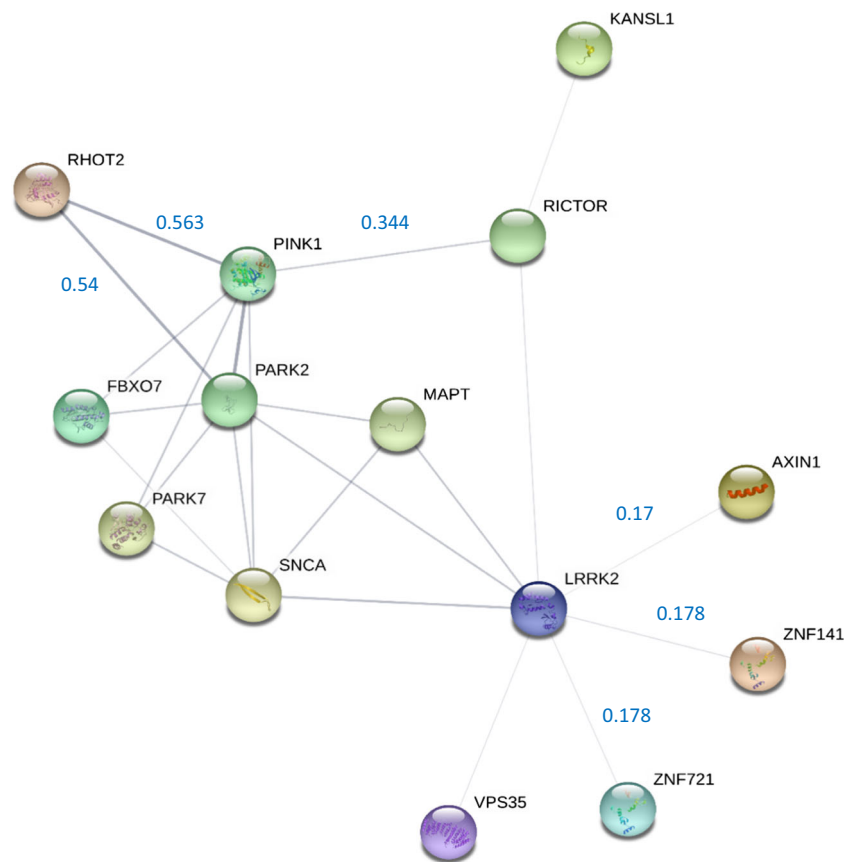 KANSL1
RHOT2
RICTOR
0.563
0.344
PINK1
0.54
PARK2
FBXO7
MAPT
AXIN1
PARK7
0.17
SNCA
LRRK2
0.178
ZNF141
0.178
ZNF721
VPS35